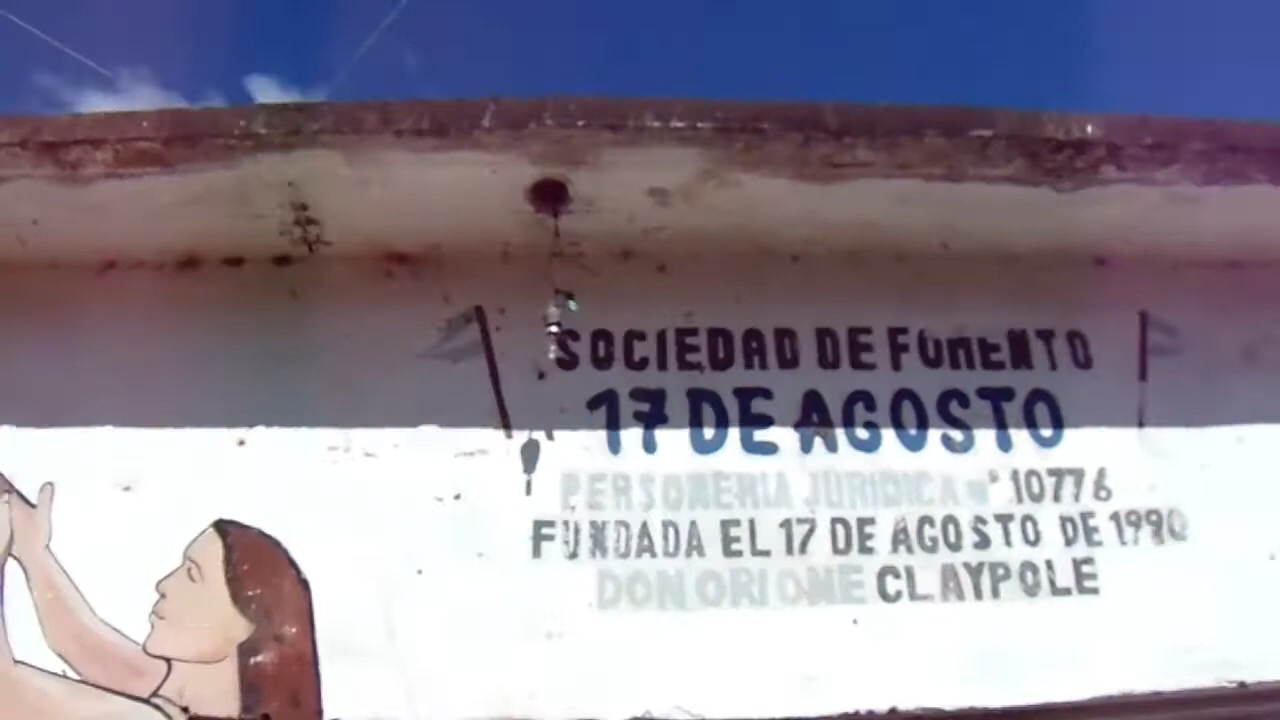 SOCIEDAD DE FOMENTO
17 DE AGOSTO
PERSONERIA JURIDICA N° 10776
FUNDADA EL 17 DE AGOSTO DE 1990
DON ORIONE CLAYPOLE